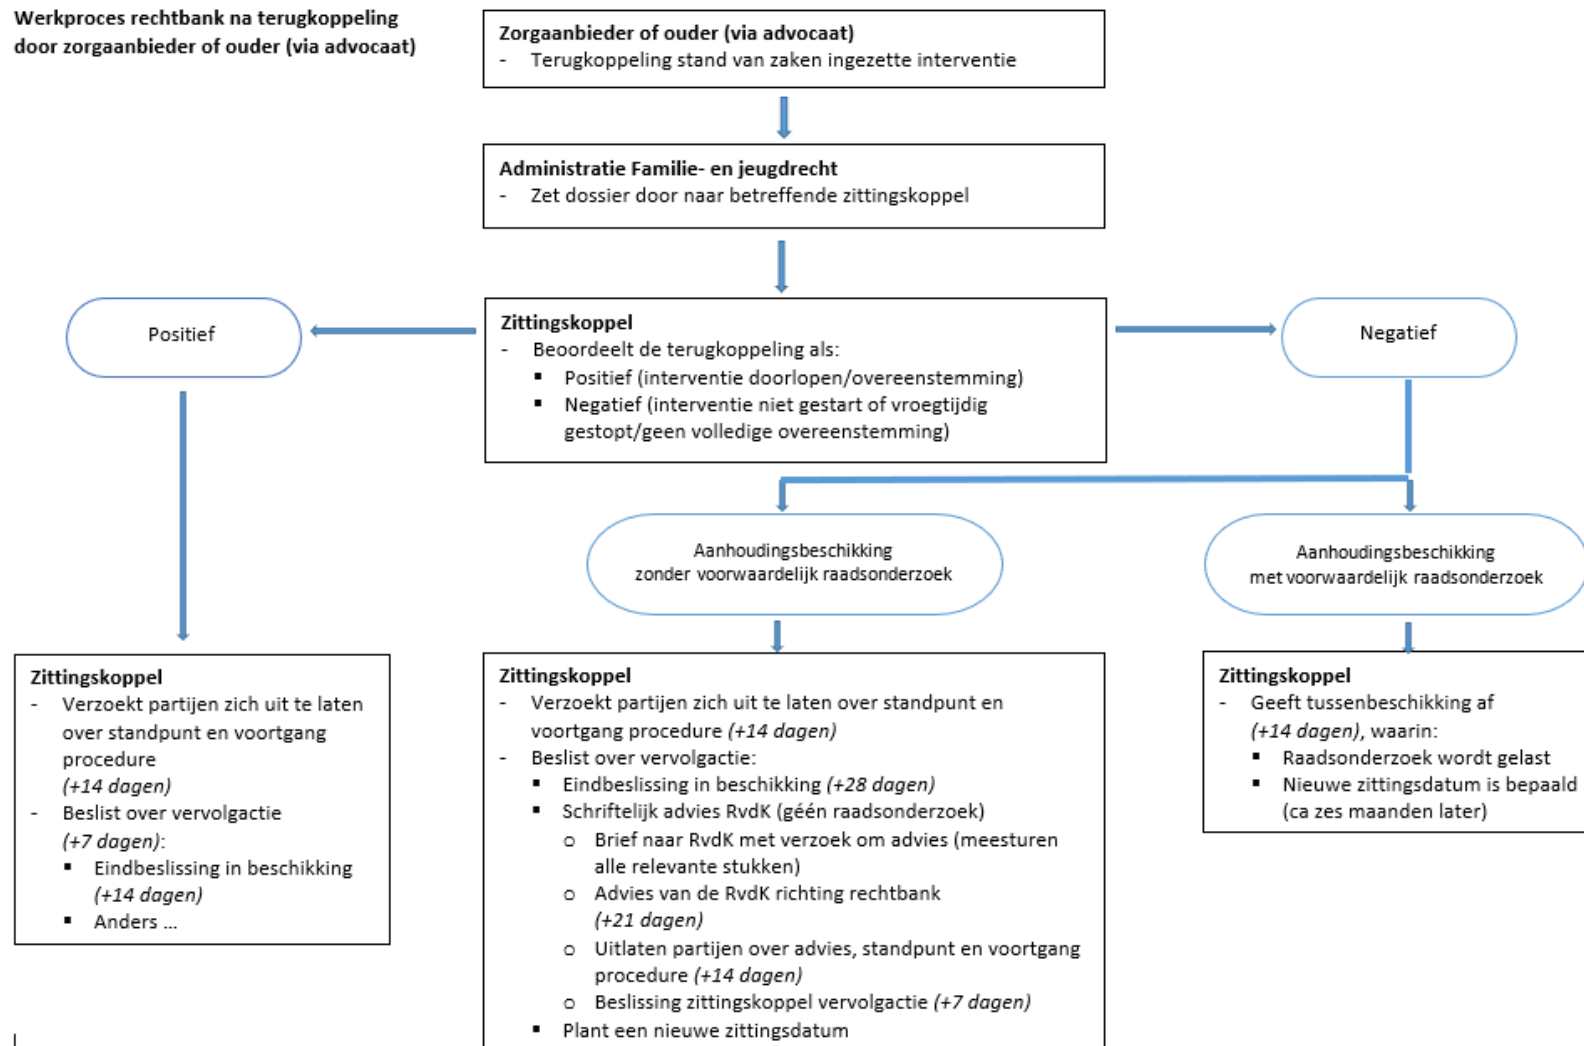 Werkproces rechtbank na terugkoppeling
door zorgaanbieder of ouder (via advocaat)
Zorgaanbieder of ouder (via advocaat)
- Terugkoppeling stand van zaken ingezette interventie
Administratie Familie- en jeugdrecht
- Zet dossier door naar betreffende zittingskoppel
Positief
Zittingskoppel
- Beoordeelt de terugkoppeling als:
▪ Positief (interventie doorlopen/overeenstemming)
▪ Negatief (interventie niet gestart of vroegtijdig
gestopt/geen volledige overeenstemming)
Negatief
Aanhoudingsbeschikking
zonder voorwaardelijk raadsonderzoek
Aanhoudingsbeschikking
met voorwaardelijk raadsonderzoek
Zittingskoppel
- Verzoekt partijen zich uit te laten
over standpunt en voortgang
procedure
(+14 dagen)
- Beslist over vervolgactie
(+7 dagen):
▪ Eindbeslissing in beschikking
(+14 dagen)
▪ Anders ...
Zittingskoppel
- Verzoekt partijen zich uit te laten over standpunt en
voortgang procedure (+14 dagen)
- Beslist over vervolgactie:
▪ Eindbeslissing in beschikking (+28 dagen)
▪ Schriftelijk advies RvdK (géén raadsonderzoek)
o Brief naar RvdK met verzoek om advies (meesturen
alle relevante stukken)
o Advies van de RvdK richting rechtbank
(+21 dagen)
o Uitlaten partijen over advies, standpunt en voortgang
procedure (+14 dagen)
o Beslissing zittingskoppel vervolgactie (+7 dagen)
▪ Plant een nieuwe zittingsdatum
Zittingskoppel
- Geeft tussenbeschikking af
(+14 dagen), waarin:
▪ Raadsonderzoek wordt gelast
▪ Nieuwe zittingsdatum is bepaald
(ca zes maanden later)